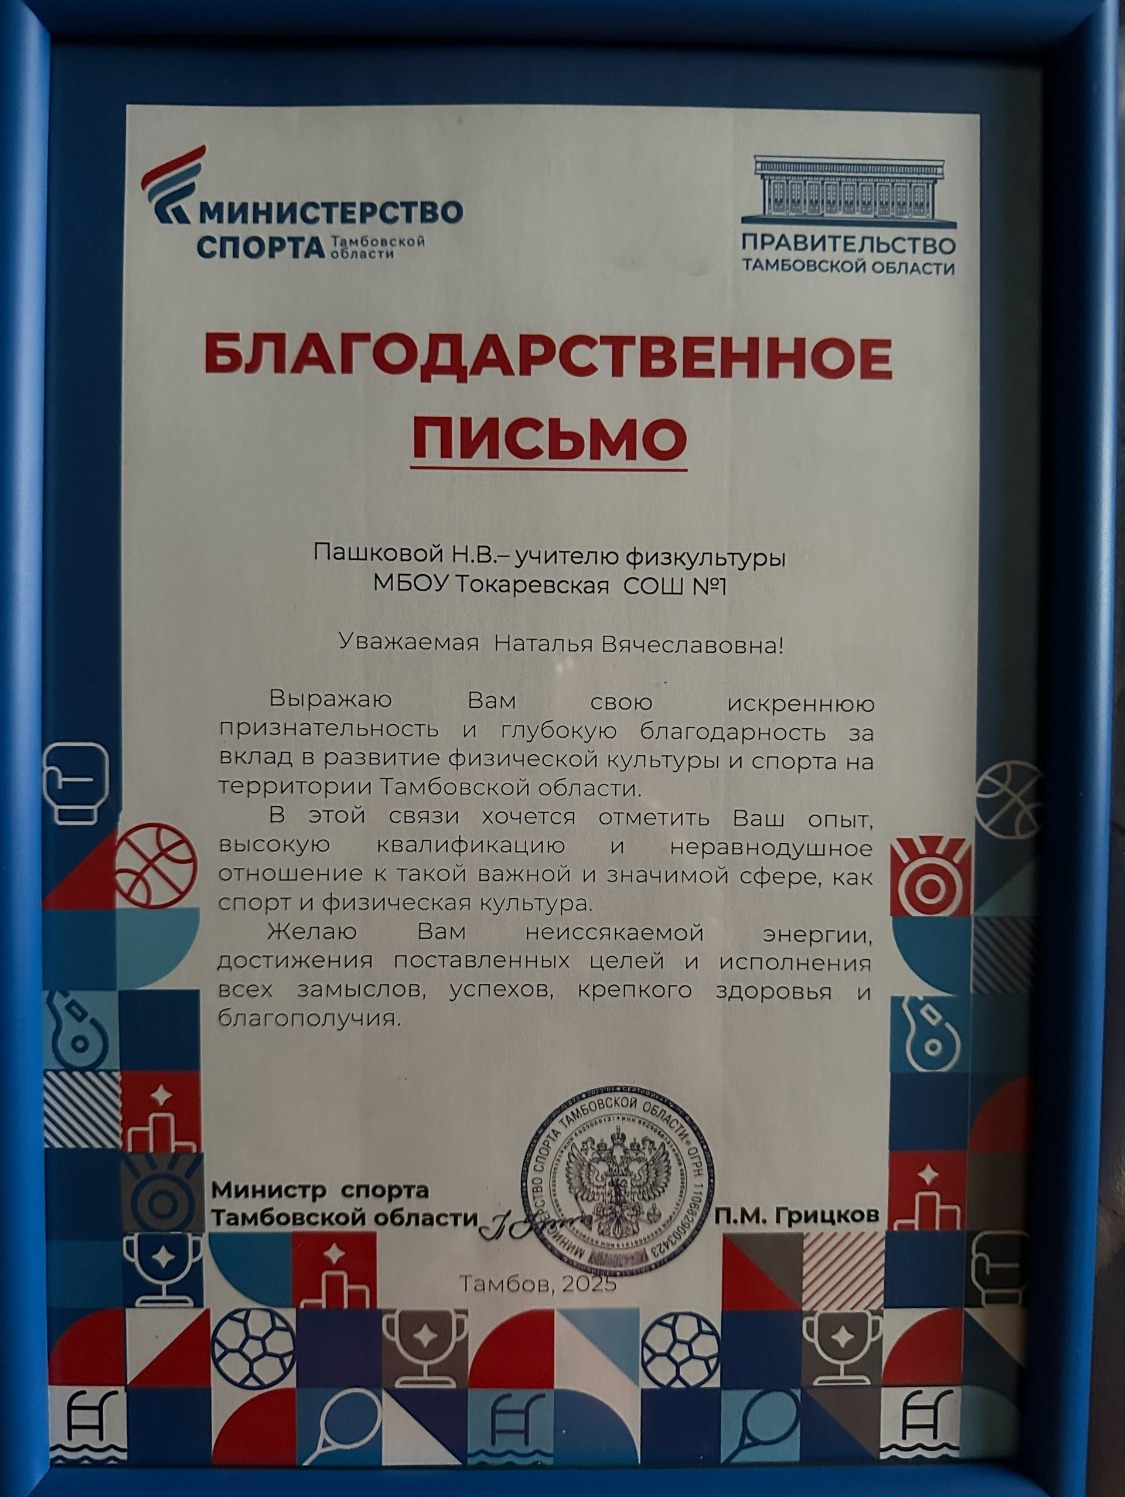 МИНИСТЕРСТВО
СПОРТА Тамбовской области
ПРАВИТЕЛЬСТВО
ТАМБОВСКОЙ ОБЛАСТИ
БЛАГОДАРСТВЕННОЕ
ПИСЬМО
Пашковой Н.В.– учителю физкультуры
МБОУ Токаревская СОШ №1
Уважаемая Наталья Вячеславовна!
Выражаю Вам свою искреннюю
признательность и глубокую благодарность за
вклад в развитие физической культуры и спорта на
территории Тамбовской области.
В этой связи хочется отметить Ваш опыт,
высокую квалификацию и неравнодушное
отношение к такой важной и значимой сфере, как
спорт и физическая культура.
Желаю Вам неиссякаемой энергии,
достижения поставленных целей и исполнения
всех замыслов, успехов, крепкого здоровья и
благополучия.
Министр спорта
Тамбовской области
П.М. Грицков
МИНИСТЕРСТВО СПОРТА ТАМБОВСКОЙ ОБЛАСТИ ОГРН
Тамбов, 2025